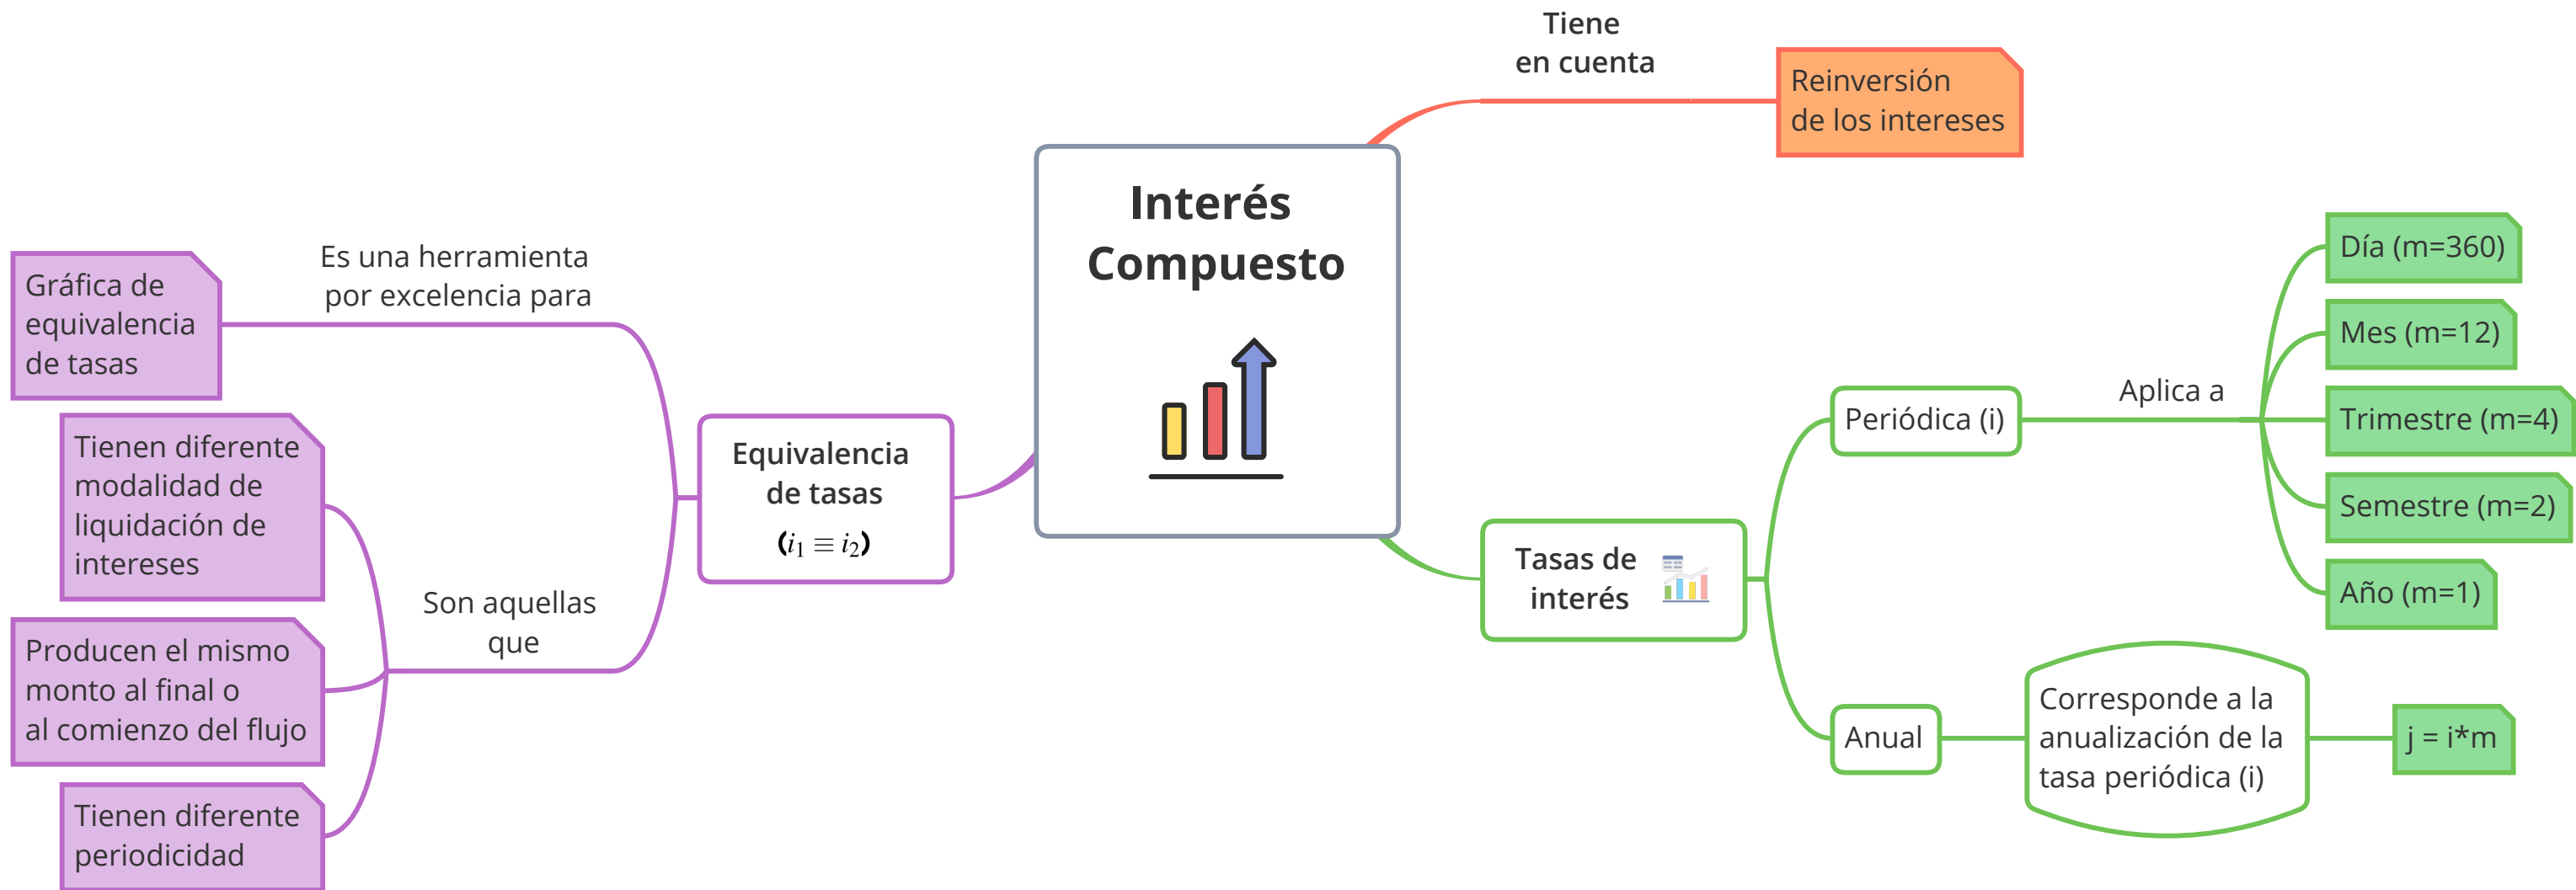 Interés
Compuesto
Tiene
en cuenta
Reinversión
de los intereses
Tasas de
interés
Periódica (i)
Aplica a
Día (m=360)
Mes (m=12)
Trimestre (m=4)
Semestre (m=2)
Año (m=1)
Anual
Corresponde a la
anualización de la
tasa periódica (i)
j = i*m
Equivalencia
de tasas
(i₁ ≡ i₂)
Es una herramienta
por excelencia para
Gráfica de
equivalencia
de tasas
Son aquellas
que
Tienen diferente
modalidad de
liquidación de
intereses
Producen el mismo
monto al final o
al comienzo del flujo
Tienen diferente
periodicidad